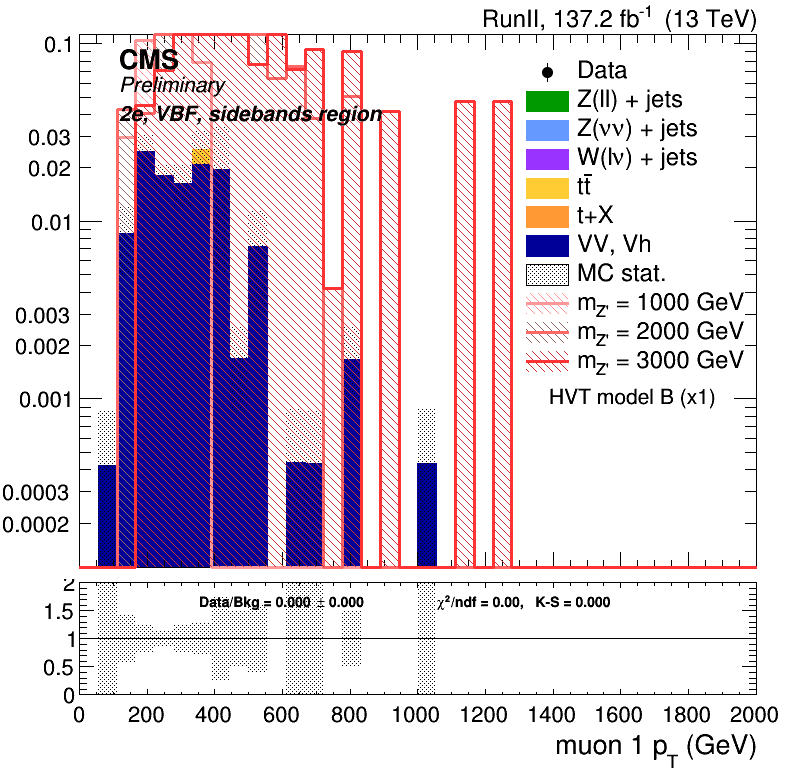 RunII, 137.2 fb⁻¹ (13 TeV)
CMS
Preliminary
2e, VBF, sidebands region
Data
Z(ll) + jets
Z(νν) + jets
W(lν) + jets
tt̄
t+X
VV, Vh
MC stat.
m_Z' = 1000 GeV
m_Z' = 2000 GeV
m_Z' = 3000 GeV
HVT model B (x1)
0.1
0.03
0.02
0.01
0.003
0.002
0.001
0.0003
0.0002
Data/Bkg = 0.000 ± 0.000
χ²/ndf = 0.00, K-S = 0.000
2
1.5
1
0.5
0
0 200 400 600 800 1000 1200 1400 1600 1800 2000
muon 1 p_T (GeV)